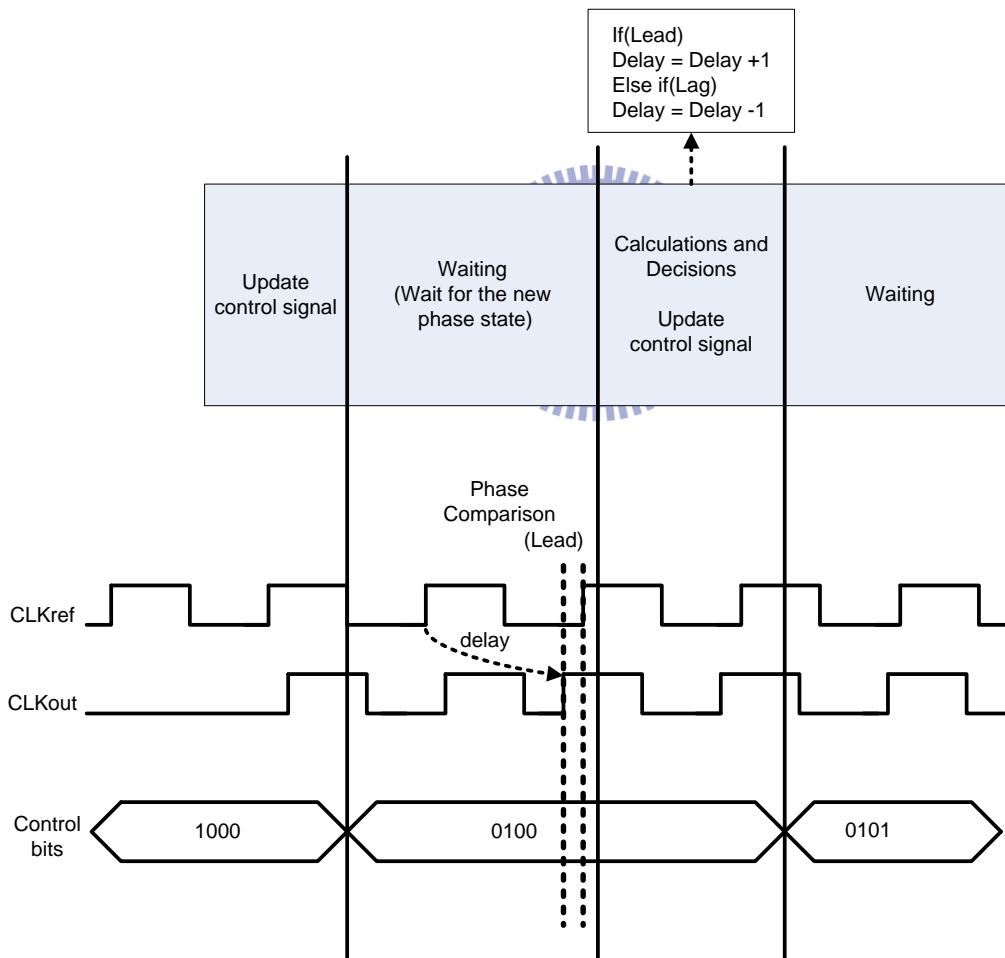 If(Lead)
Delay = Delay +1
Else if(Lag)
Delay = Delay -1
Update
control signal
Waiting
(Wait for the new
phase state)
Calculations and
Decisions
Update
control signal
Waiting
Phase
Comparison
(Lead)
CLKref
delay
CLKout
Control
bits
1000
0100
0101